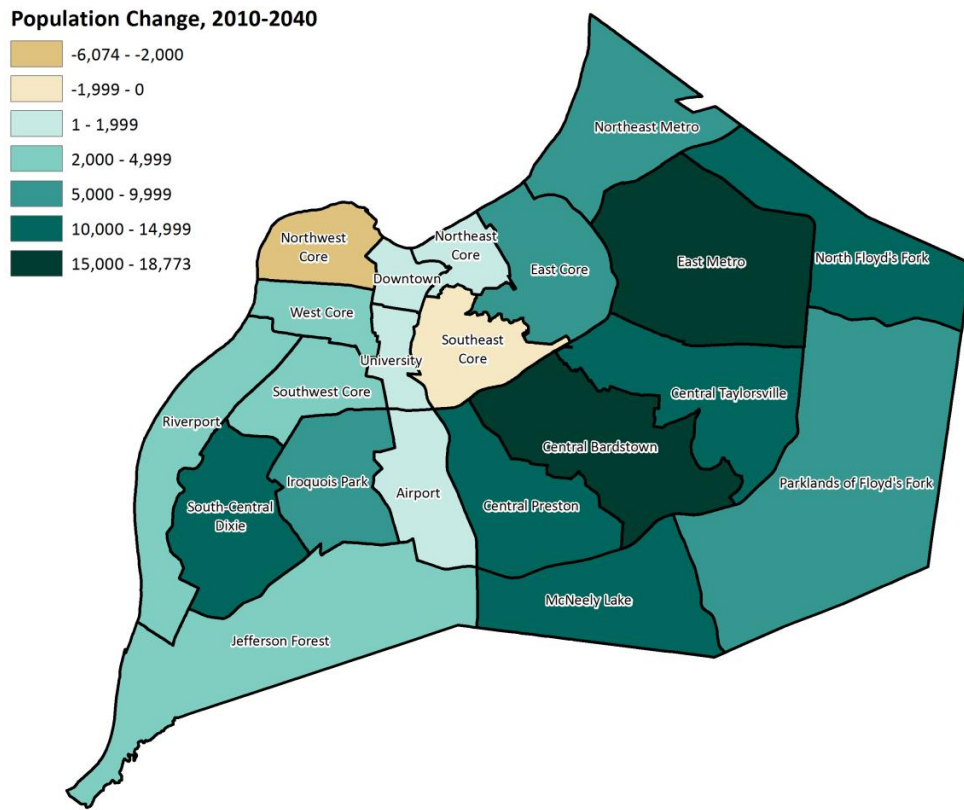 Population Change, 2010-2040
-6,074 - -2,000
-1,999 - 0
1 - 1,999
2,000 - 4,999
5,000 - 9,999
10,000 - 14,999
15,000 - 18,773
Northeast Metro
Northwest
Core
Northeast
Core
Downtown
East Core
East Metro
North Floyd's Fork
West Core
Southeast
Core
University
Southwest Core
Central Taylorsville
Riverport
Central Bardstown
Iroquois Park
Airport
Parklands of Floyd's Fork
South-Central
Dixie
Central Preston
McNeely Lake
Jefferson Forest